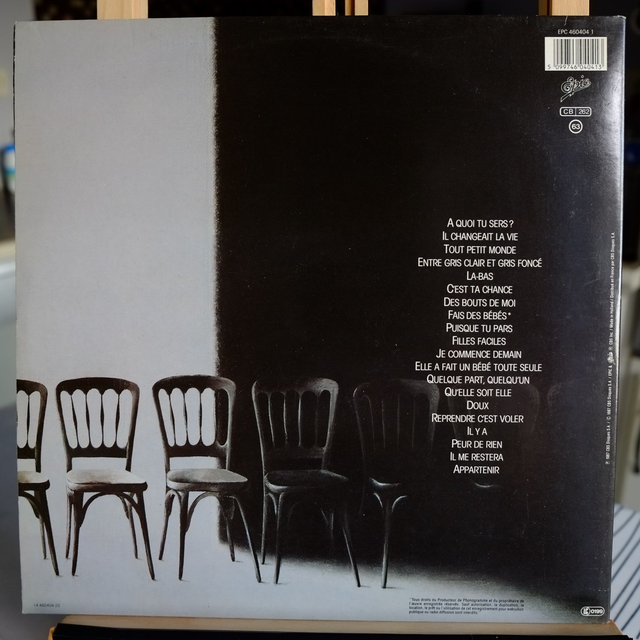 EPC 460404 1
5 099746 040413
Epic
CB 262
63
A QUOI TU SERS?
IL CHANGEAIT LA VIE
TOUT PETIT MONDE
ENTRE GRIS CLAIR ET GRIS FONCÉ
LA-BAS
C'EST TA CHANCE
DES BOUTS DE MOI
FAIS DES BÉBÉS*
PUISQUE TU PARS
FILLES FACILES
JE COMMENCE DEMAIN
ELLE A FAIT UN BÉBÉ TOUTE SEULE
QUELQUE PART, QUELQU'UN
QU'ELLE SOIT ELLE
DOUX
REPRENDRE C'EST VOLER
IL Y A
PEUR DE RIEN
IL ME RESTERA
APPARTENIR